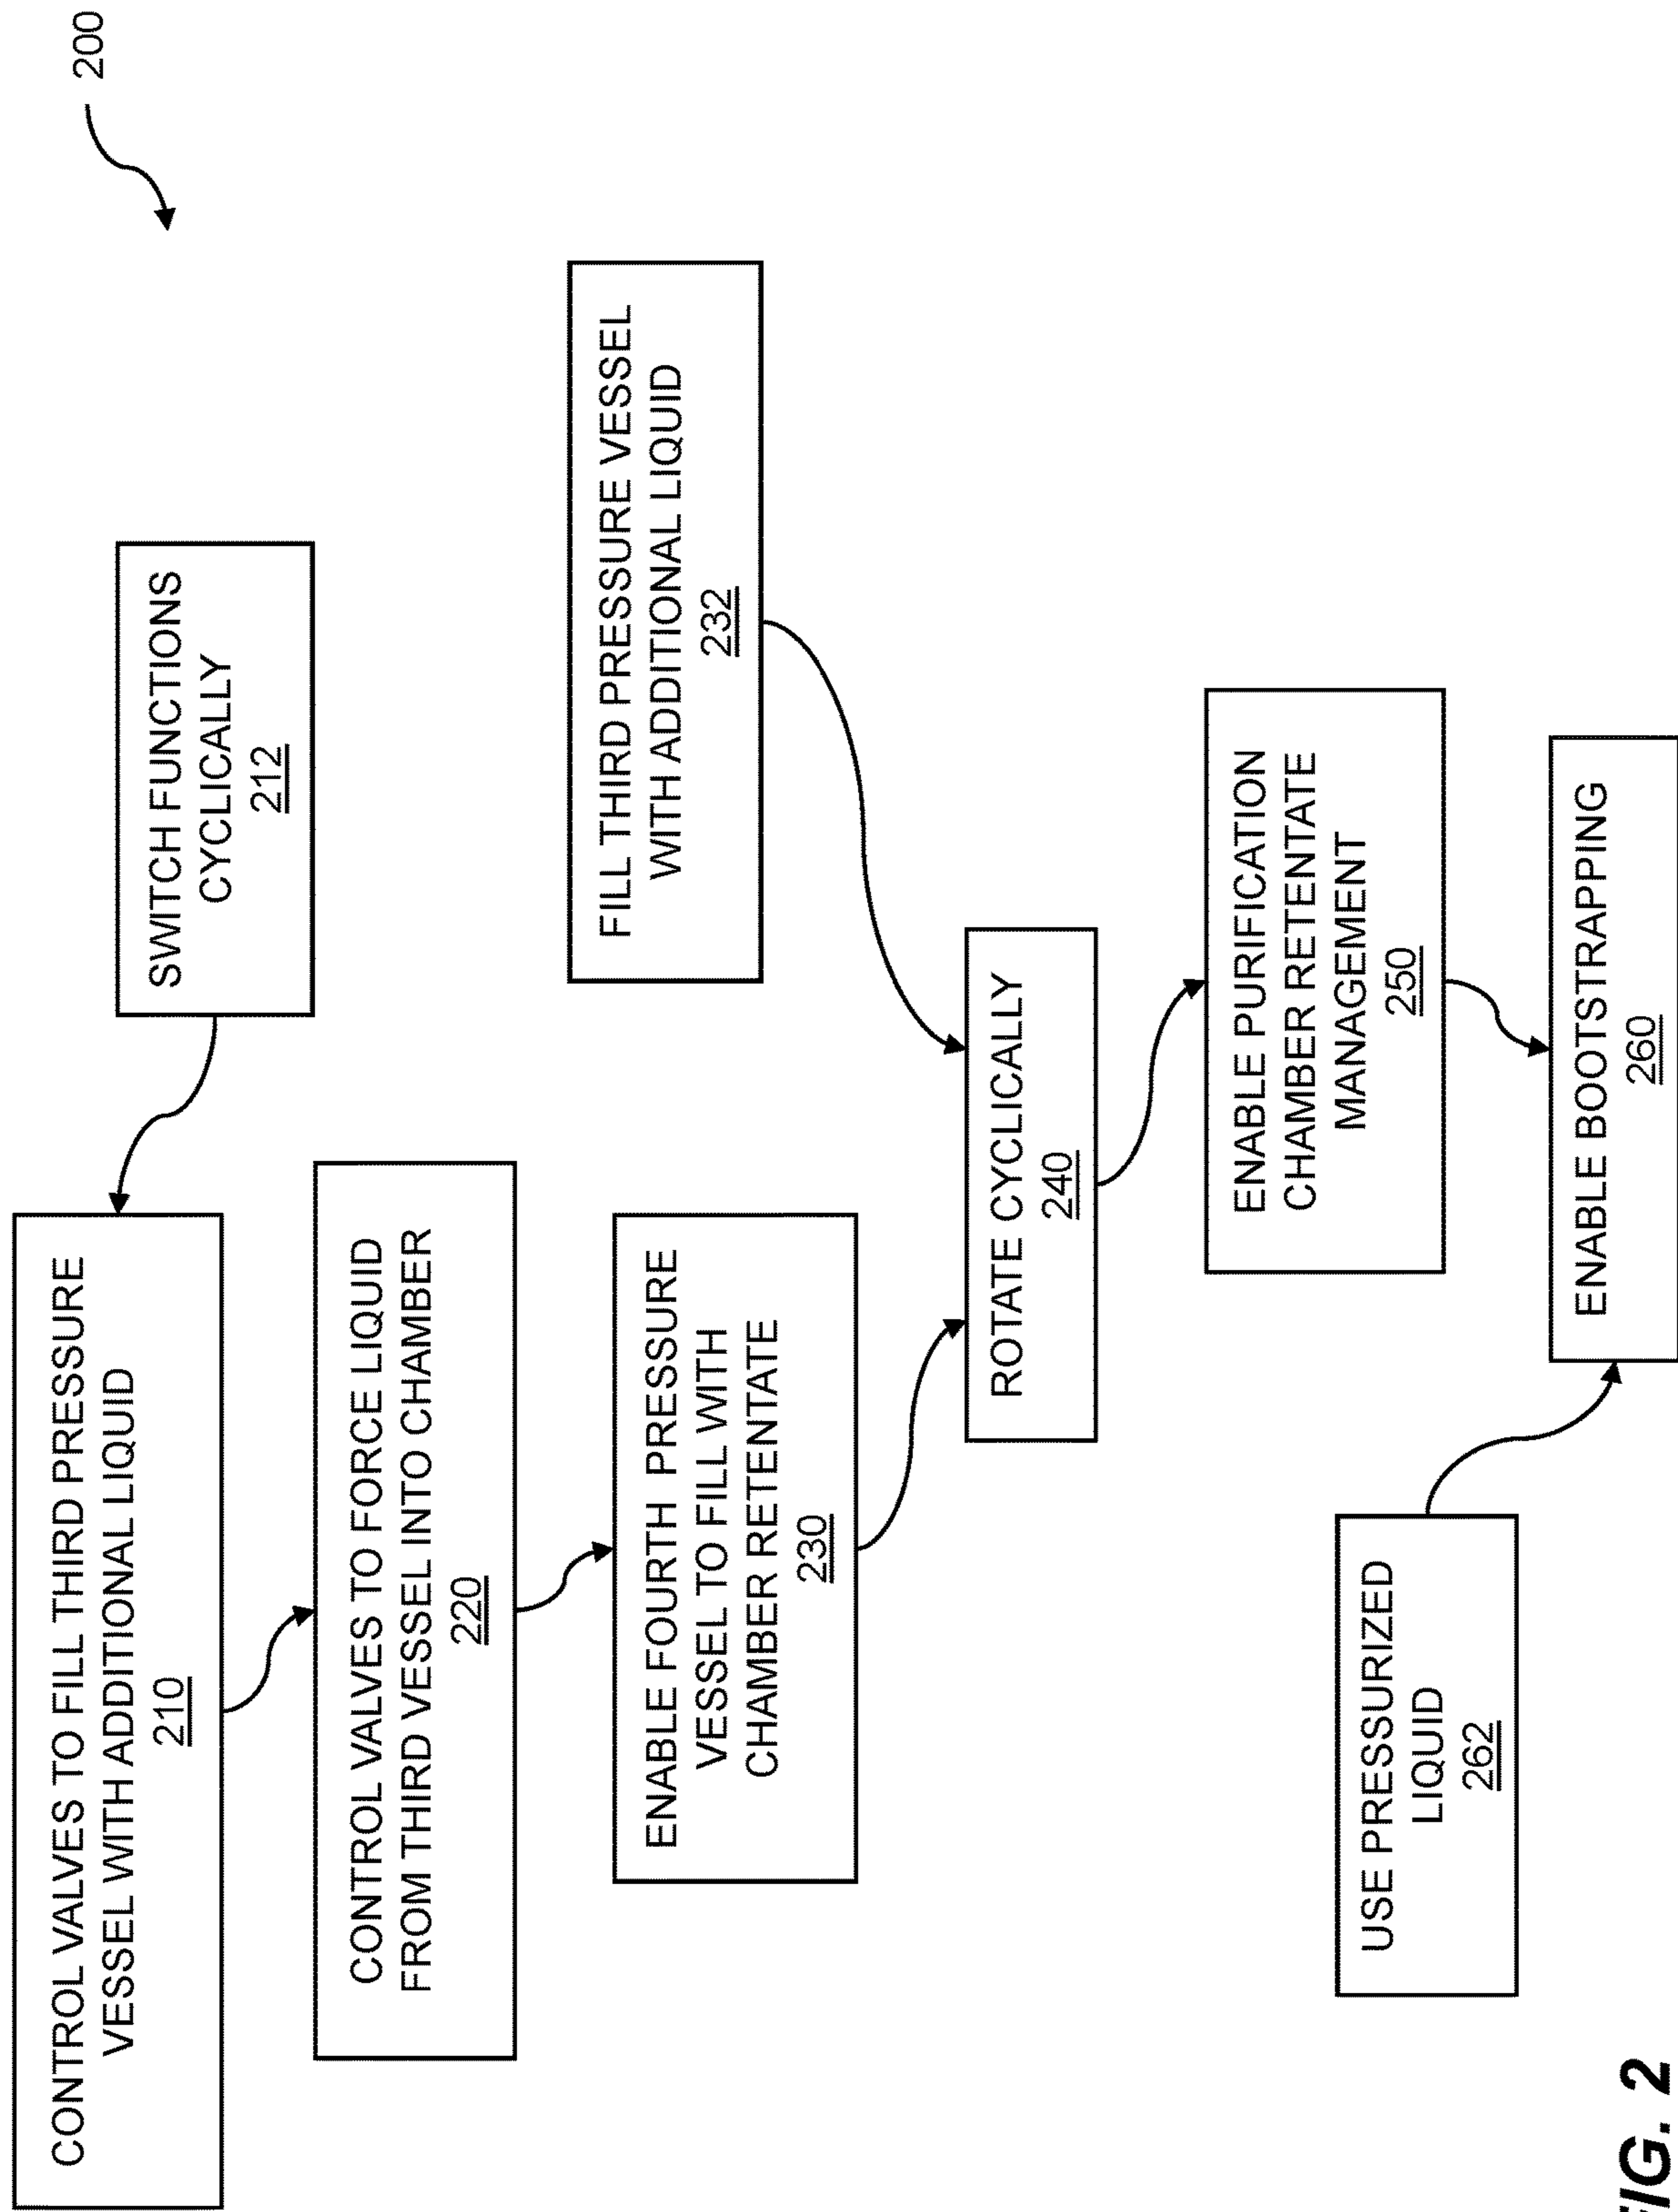 200
CONTROL VALVES TO FILL THIRD PRESSURE
VESSEL WITH ADDITIONAL LIQUID
210
SWITCH FUNCTIONS
CYCLICALLY
212
CONTROL VALVES TO FORCE LIQUID
FROM THIRD VESSEL INTO CHAMBER
220
ENABLE FOURTH PRESSURE
VESSEL TO FILL WITH
CHAMBER RETENTATE
230
FILL THIRD PRESSURE VESSEL
WITH ADDITIONAL LIQUID
232
ROTATE CYCLICALLY
240
ENABLE PURIFICATION
CHAMBER RETENTATE
MANAGEMENT
250
USE PRESSURIZED
LIQUID
262
ENABLE BOOTSTRAPPING
260
FIG. 2